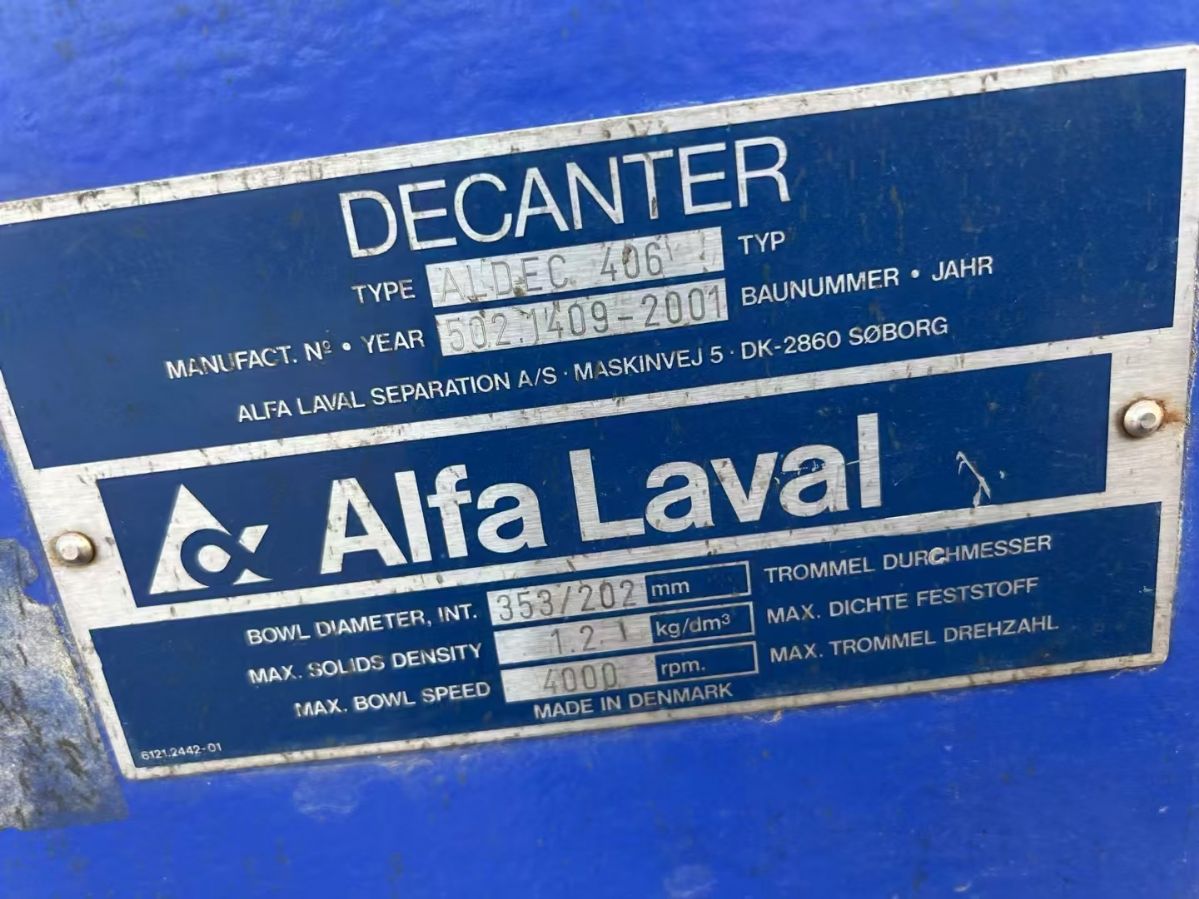 DECANTER
TYPE ALDEC 406 TYP
MANUFACT. Nº • YEAR 502.1409-2001 BAUNUMMER • JAHR
ALFA LAVAL SEPARATION A/S · MASKINVEJ 5 · DK-2860 SØBORG
Alfa Laval
BOWL DIAMETER, INT. 353/202 mm TROMMEL DURCHMESSER
MAX. SOLIDS DENSITY 1.2 kg/dm³ MAX. DICHTE FESTSTOFF
MAX. BOWL SPEED 4000 rpm. MAX. TROMMEL DREHZAHL
MADE IN DENMARK
6121.2442-01